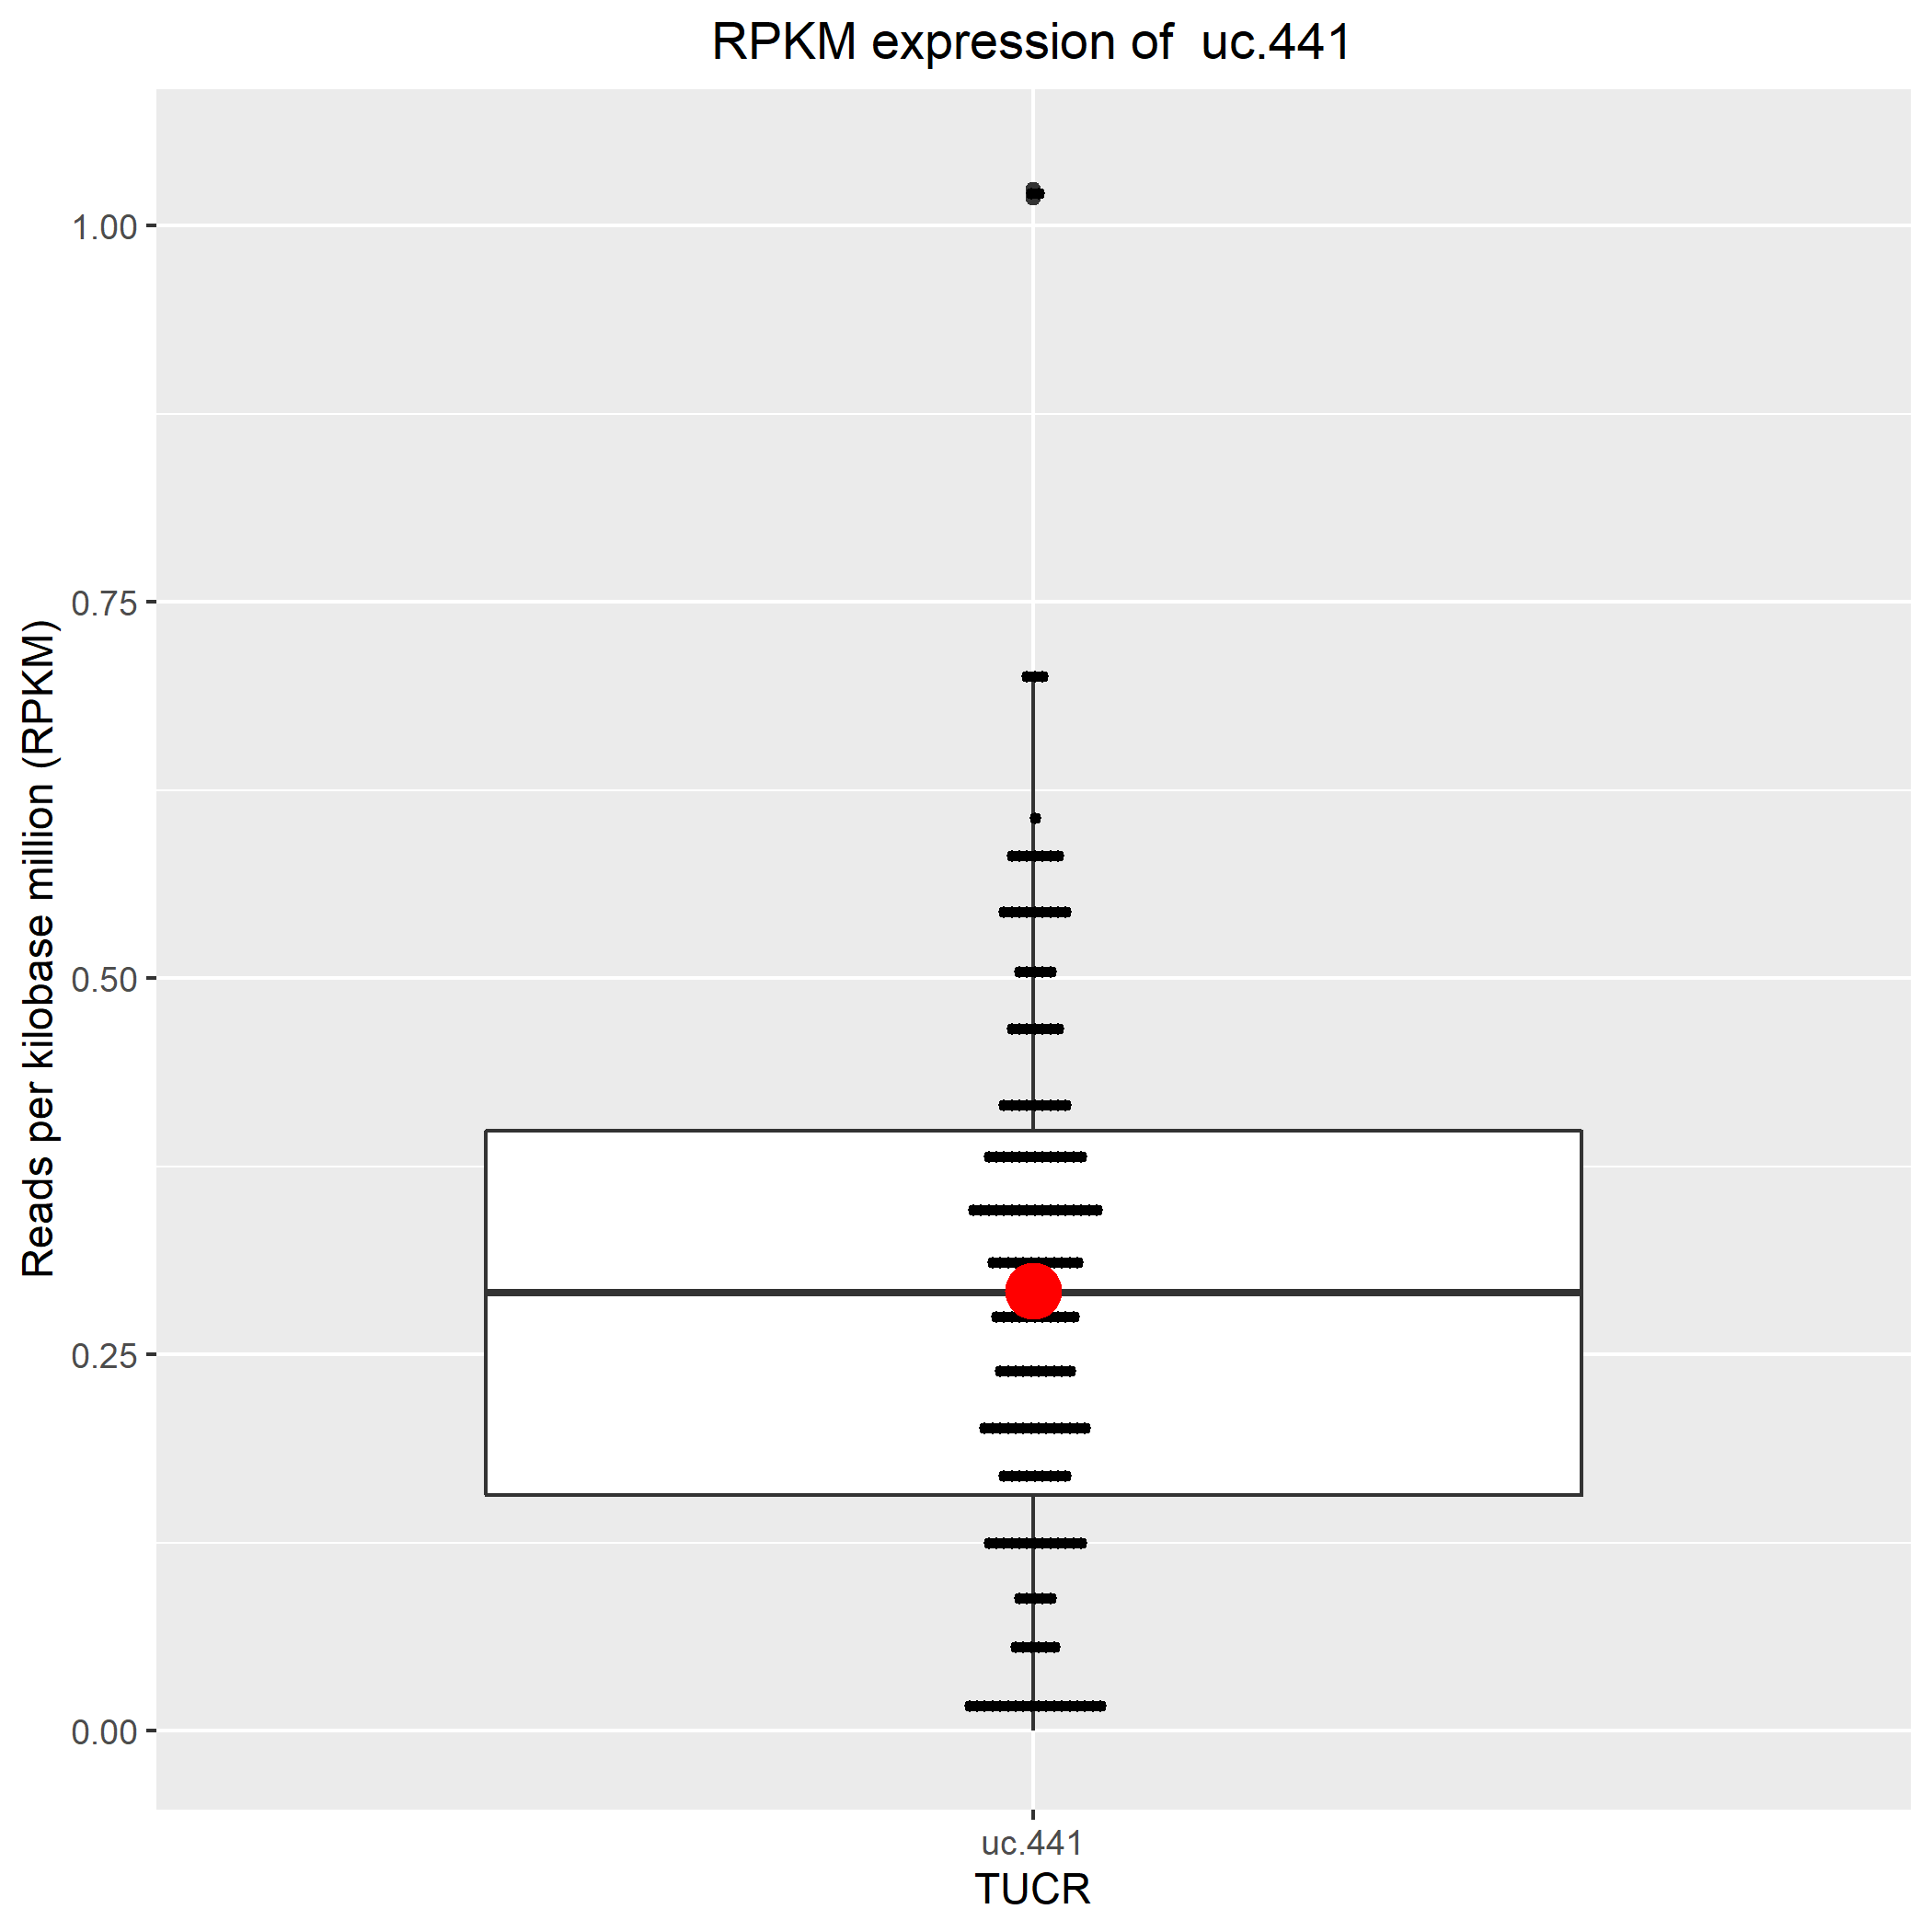 RPKM expression of  uc.441
Reads per kilobase million (RPKM)
1.00
0.75
0.50
0.25
0.00
uc.441
TUCR